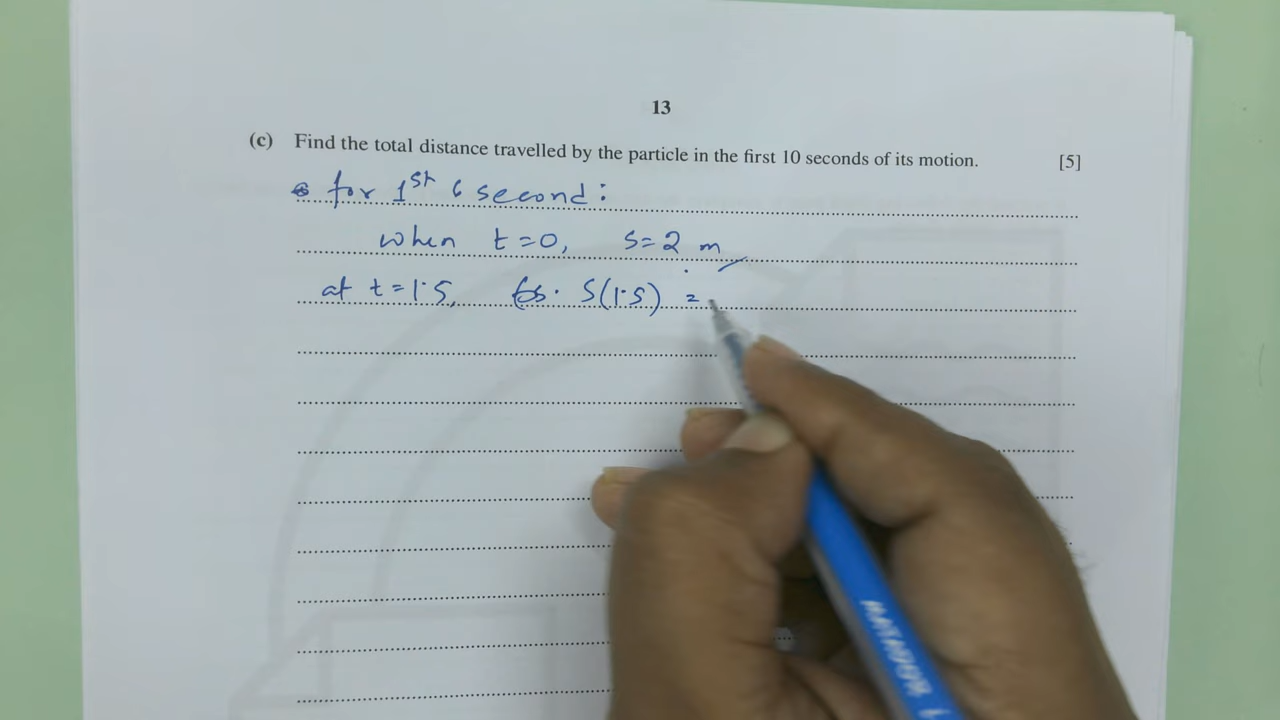 13
(c) Find the total distance travelled by the particle in the first 10 seconds of its motion. [5]
for 1st 6 second:
when t=0, s=2 m
at t=1.5, S(1.5) =
MATADOR i